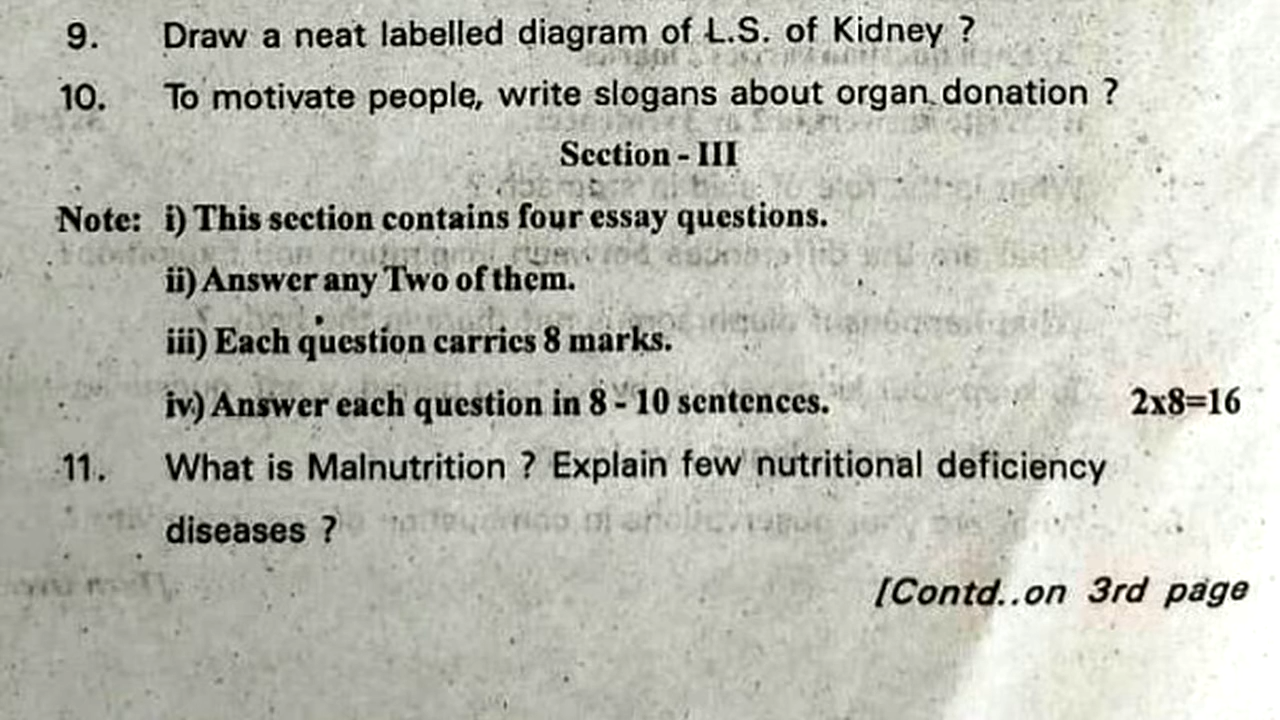 9. Draw a neat labelled diagram of L.S. of Kidney ?
10. To motivate people, write slogans about organ donation ?
Section - III
Note: i) This section contains four essay questions.
ii) Answer any Two of them.
iii) Each question carries 8 marks.
iv) Answer each question in 8 - 10 sentences. 2x8=16
11. What is Malnutrition ? Explain few nutritional deficiency
diseases ?
[Contd..on 3rd page